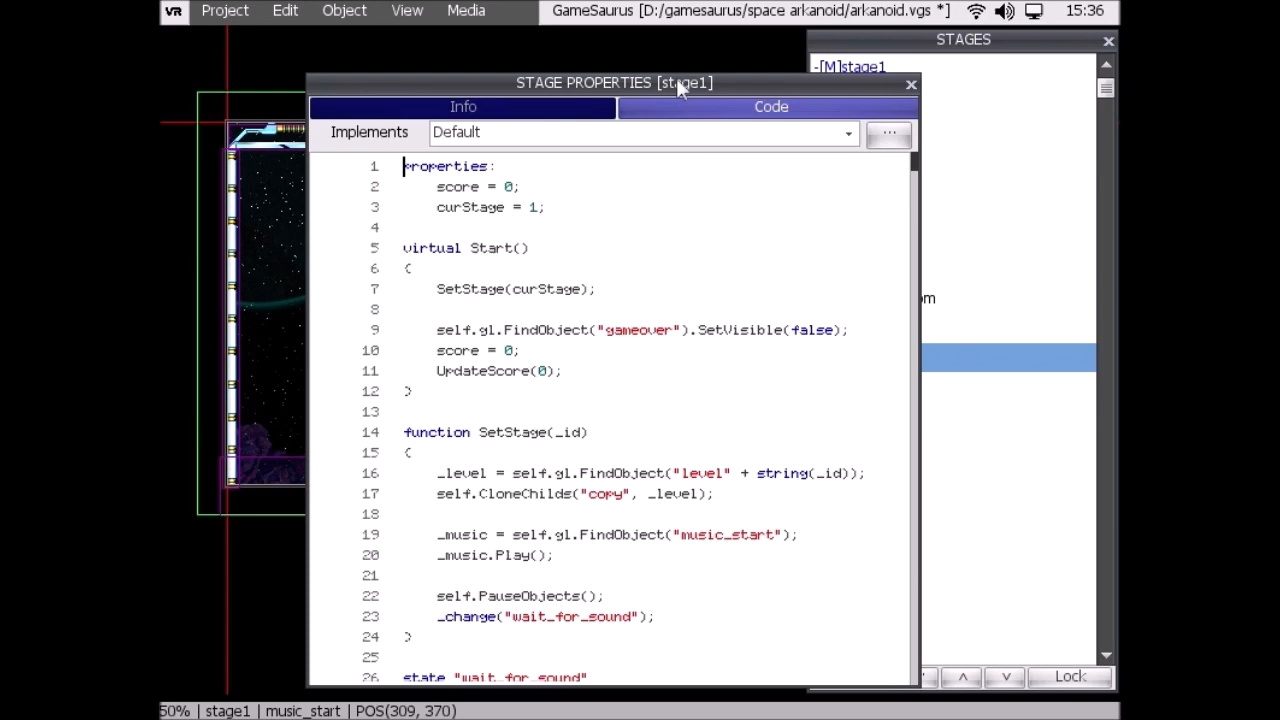 VR Project Edit Object View Media GameSaurus [D:/gamesaurus/space arkanoid/arkanoid.vgs *] 15:36
STAGES
-[M]stage1
STAGE PROPERTIES [stage1]
Info Code
Implements Default ...
1 properties:
2 score = 0;
3 curStage = 1;
4
5 virtual Start()
6 {
7 SetStage(curStage);
8
9 self.gl.FindObject("gameover").SetVisible(false);
10 score = 0;
11 UpdateScore(0);
12 }
13
14 function SetStage(_id)
15 {
16 _level = self.gl.FindObject("level" + string(_id));
17 self.CloneChilds("copy", _level);
18
19 _music = self.gl.FindObject("music_start");
20 _music.Play();
21
22 self.PauseObjects();
23 _change("wait_for_sound");
24 }
25
26 state "wait_for_sound"
om
Lock
50% | stage1 | music_start | POS(309, 370)